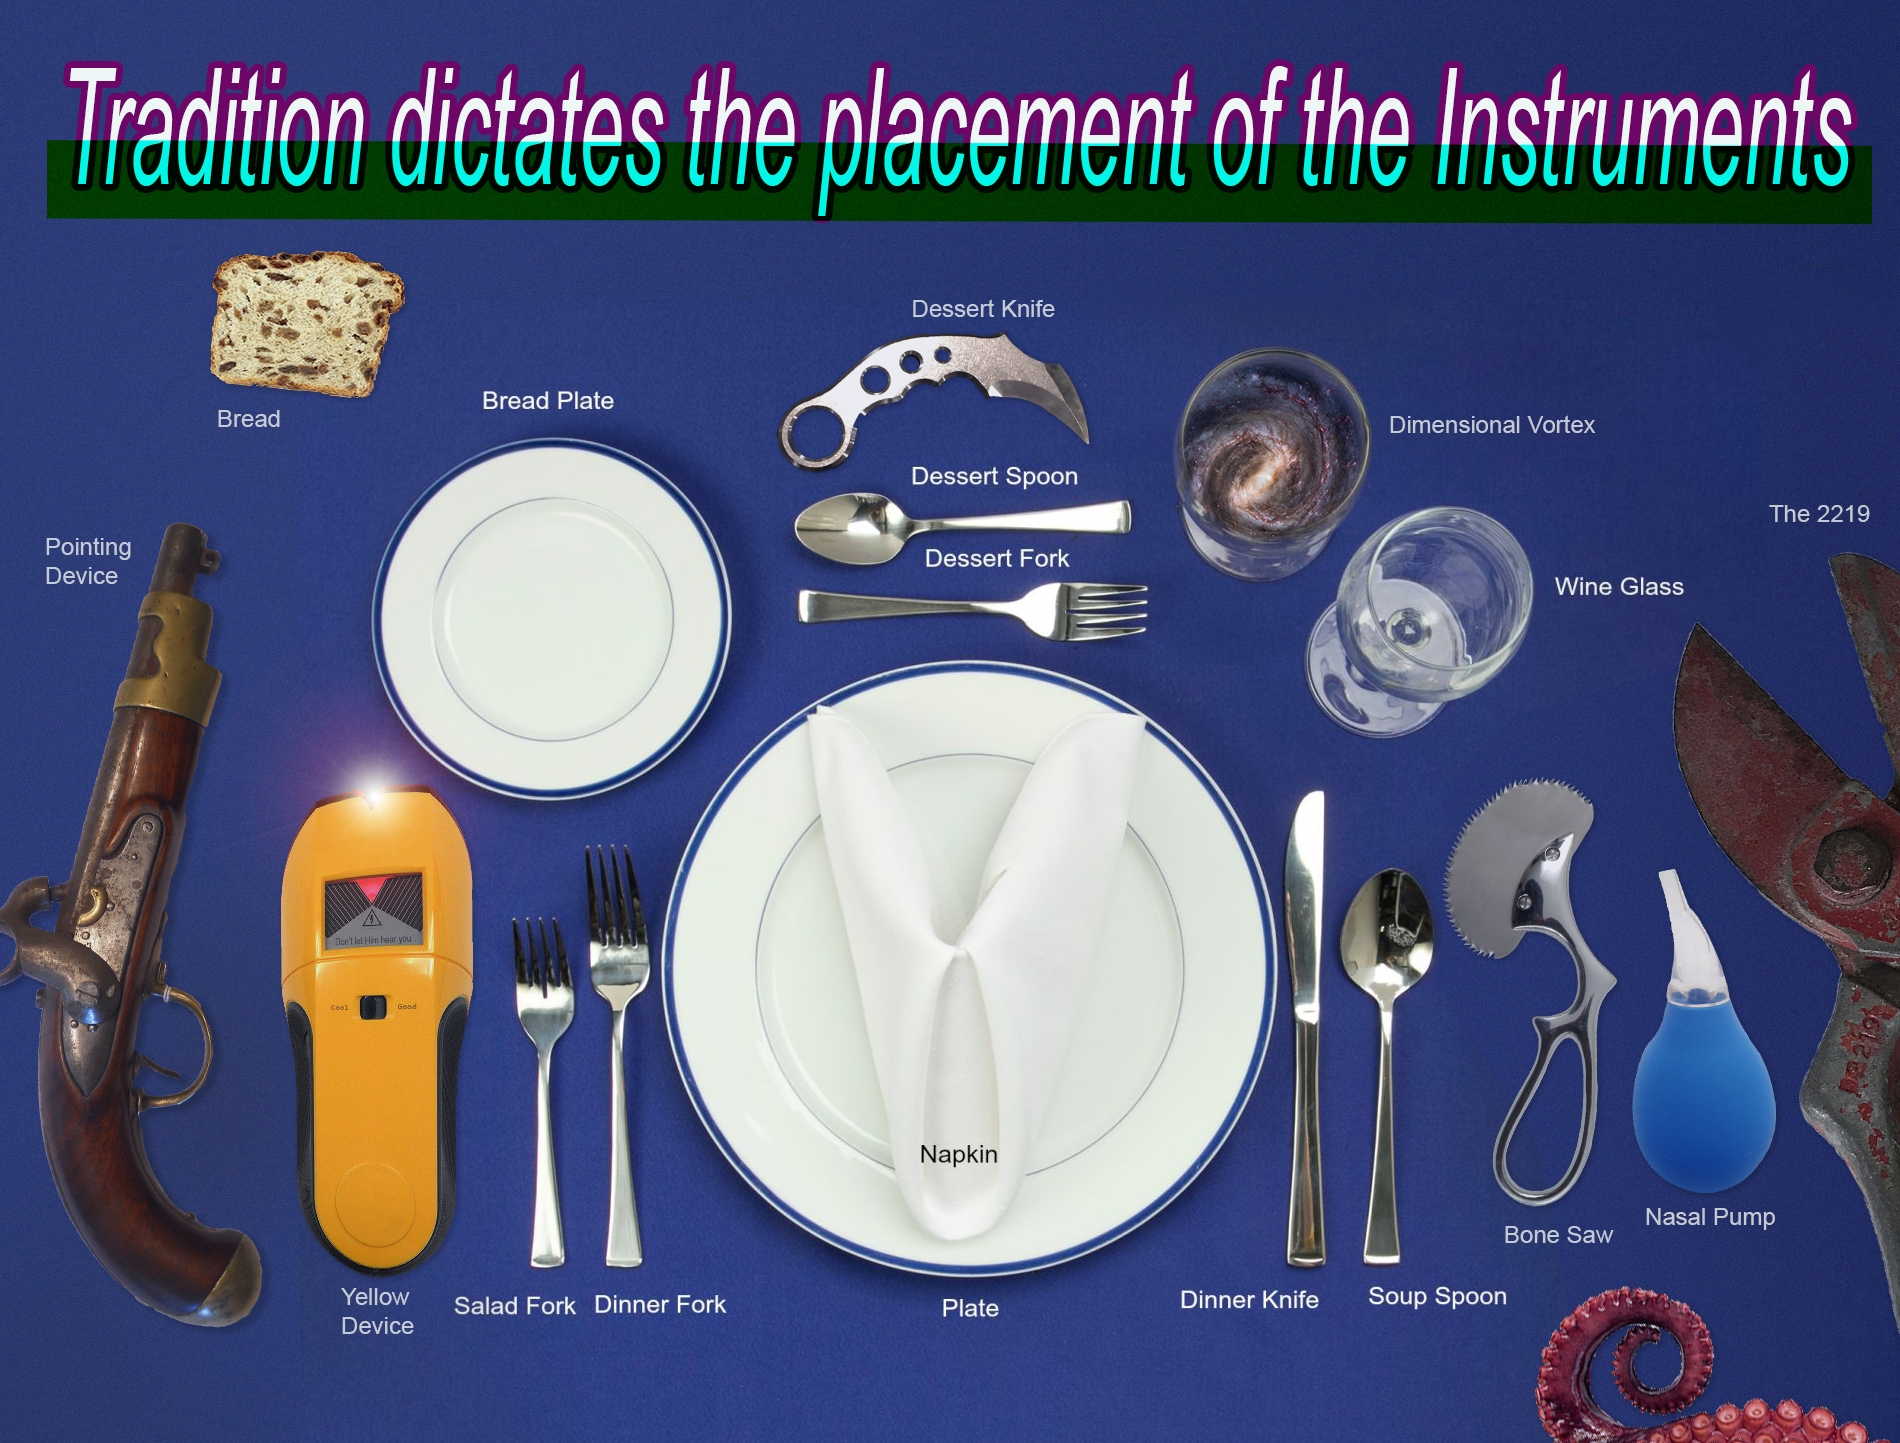 Tradition dictates the placement of the Instruments
Dessert Knife
Bread Plate
Bread
Dimensional Vortex
Dessert Spoon
The 2219
Pointing
Device
Dessert Fork
Wine Glass
Don't let Him hear you
Cool
Good
Napkin
Nasal Pump
Bone Saw
Yellow
Device
Salad Fork
Dinner Fork
Plate
Dinner Knife
Soup Spoon